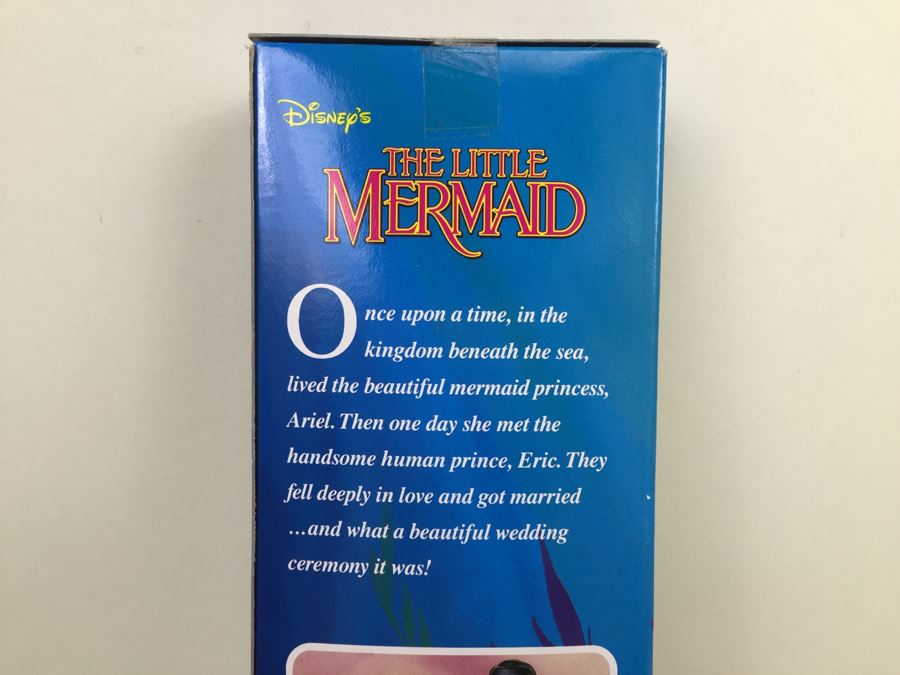 Disney's
THE LITTLE
MERMAID
Once upon a time, in the
kingdom beneath the sea,
lived the beautiful mermaid princess,
Ariel. Then one day she met the
handsome human prince, Eric. They
fell deeply in love and got married
...and what a beautiful wedding
ceremony it was!